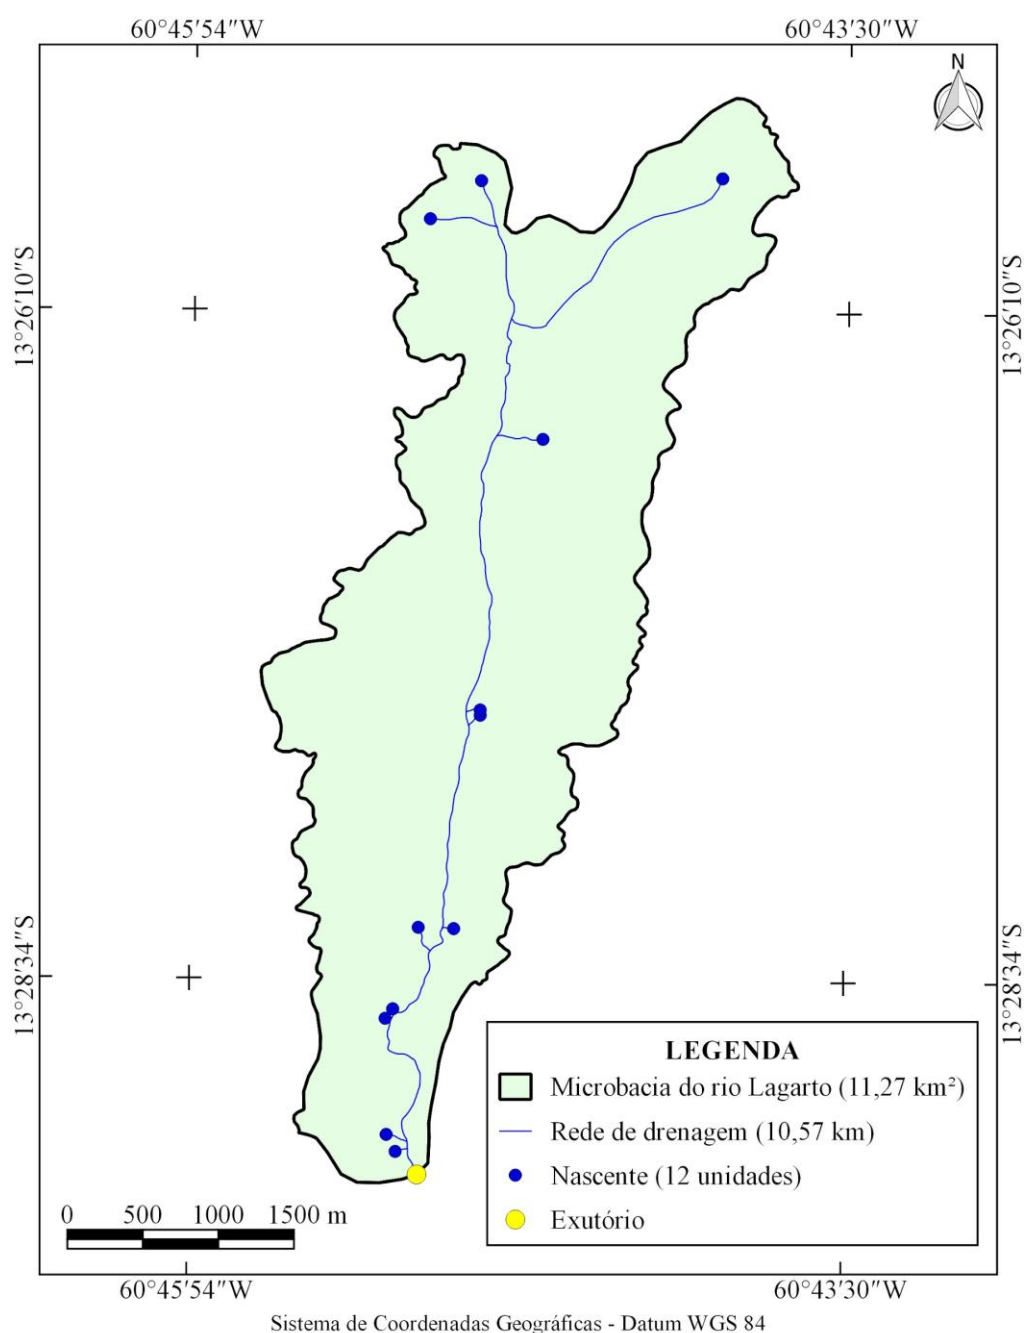 60°45′54″W 60°43′30″W
N
13°26′10″S 13°26′10″S
13°28′34″S 13°28′34″S
LEGENDA
Microbacia do rio Lagarto (11,27 km²)
Rede de drenagem (10,57 km)
Nascente (12 unidades)
Exutório
0 500 1000 1500 m
60°45′54″W 60°43′30″W
Sistema de Coordenadas Geográficas - Datum WGS 84